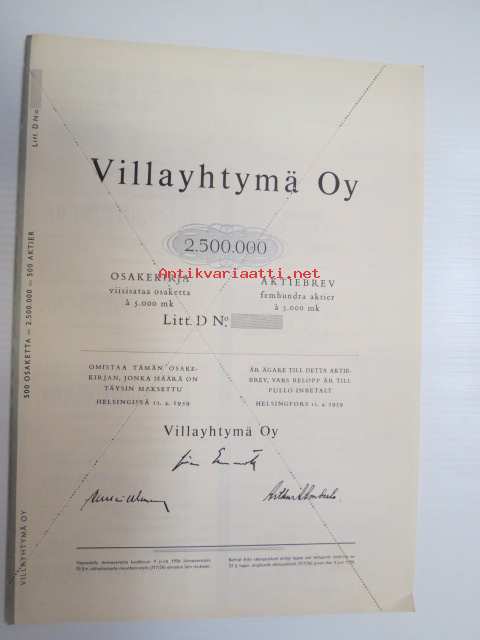 Villayhtymä Oy
2.500.000
Antikvariaatti.net
OSAKEKIRJA
viisisataa osaketta
à 5.000 mk
AKTIEBREV
femhundra aktier
à 5.000 mk
Litt. D No.
OMISTAA TÄMÄN OSAKE-
KIRJAN, JONKA MÄÄRÄ ON
TÄYSIN MAKSETTU
HELSINGISSÄ 11. 2. 1959
ÄR ÄGARE TILL DETTA AKTIE-
BREV, VARS BELOPP ÄR TILL
FULLO INBETALT
HELSINGFORS 11. 2. 1959
Villayhtymä Oy
VILLAYHTYMÄ OY
500 OSAKETTA — 2.500.000 — 500 AKTIER
Litt. D No